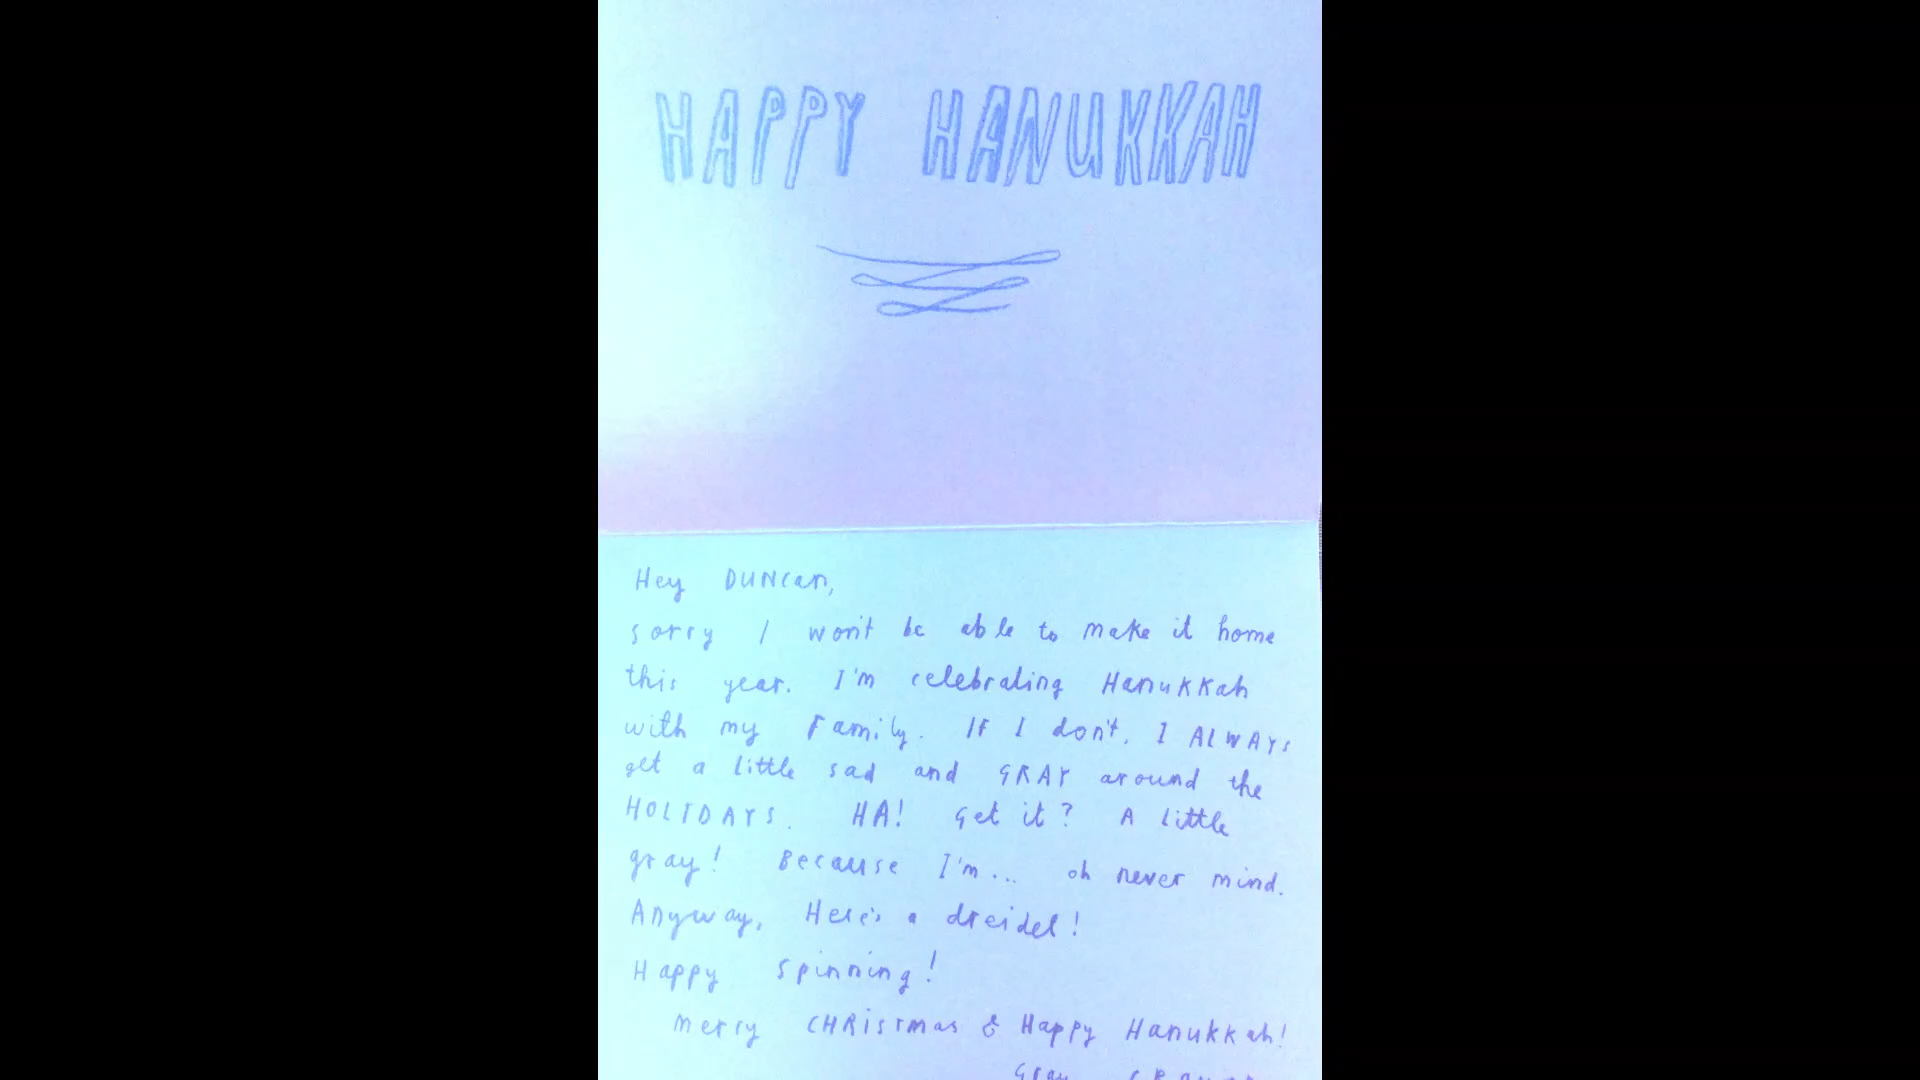 HAPPY HANUKKAH
Hey DUNCan,
sorry I won't be able to make it home
this year. I'm celebrating HanuKKah
with my Family. IF I don't, I ALWAYs
get a little sad and GRAY around the
HOLIDAYS. HA! Get it? A little
gray! Because I'm... oh never mind.
Anyway, Here's a dreidel!
Happy spinning!
Merry CHRisTmas & Happy Hanukkah!
Gray